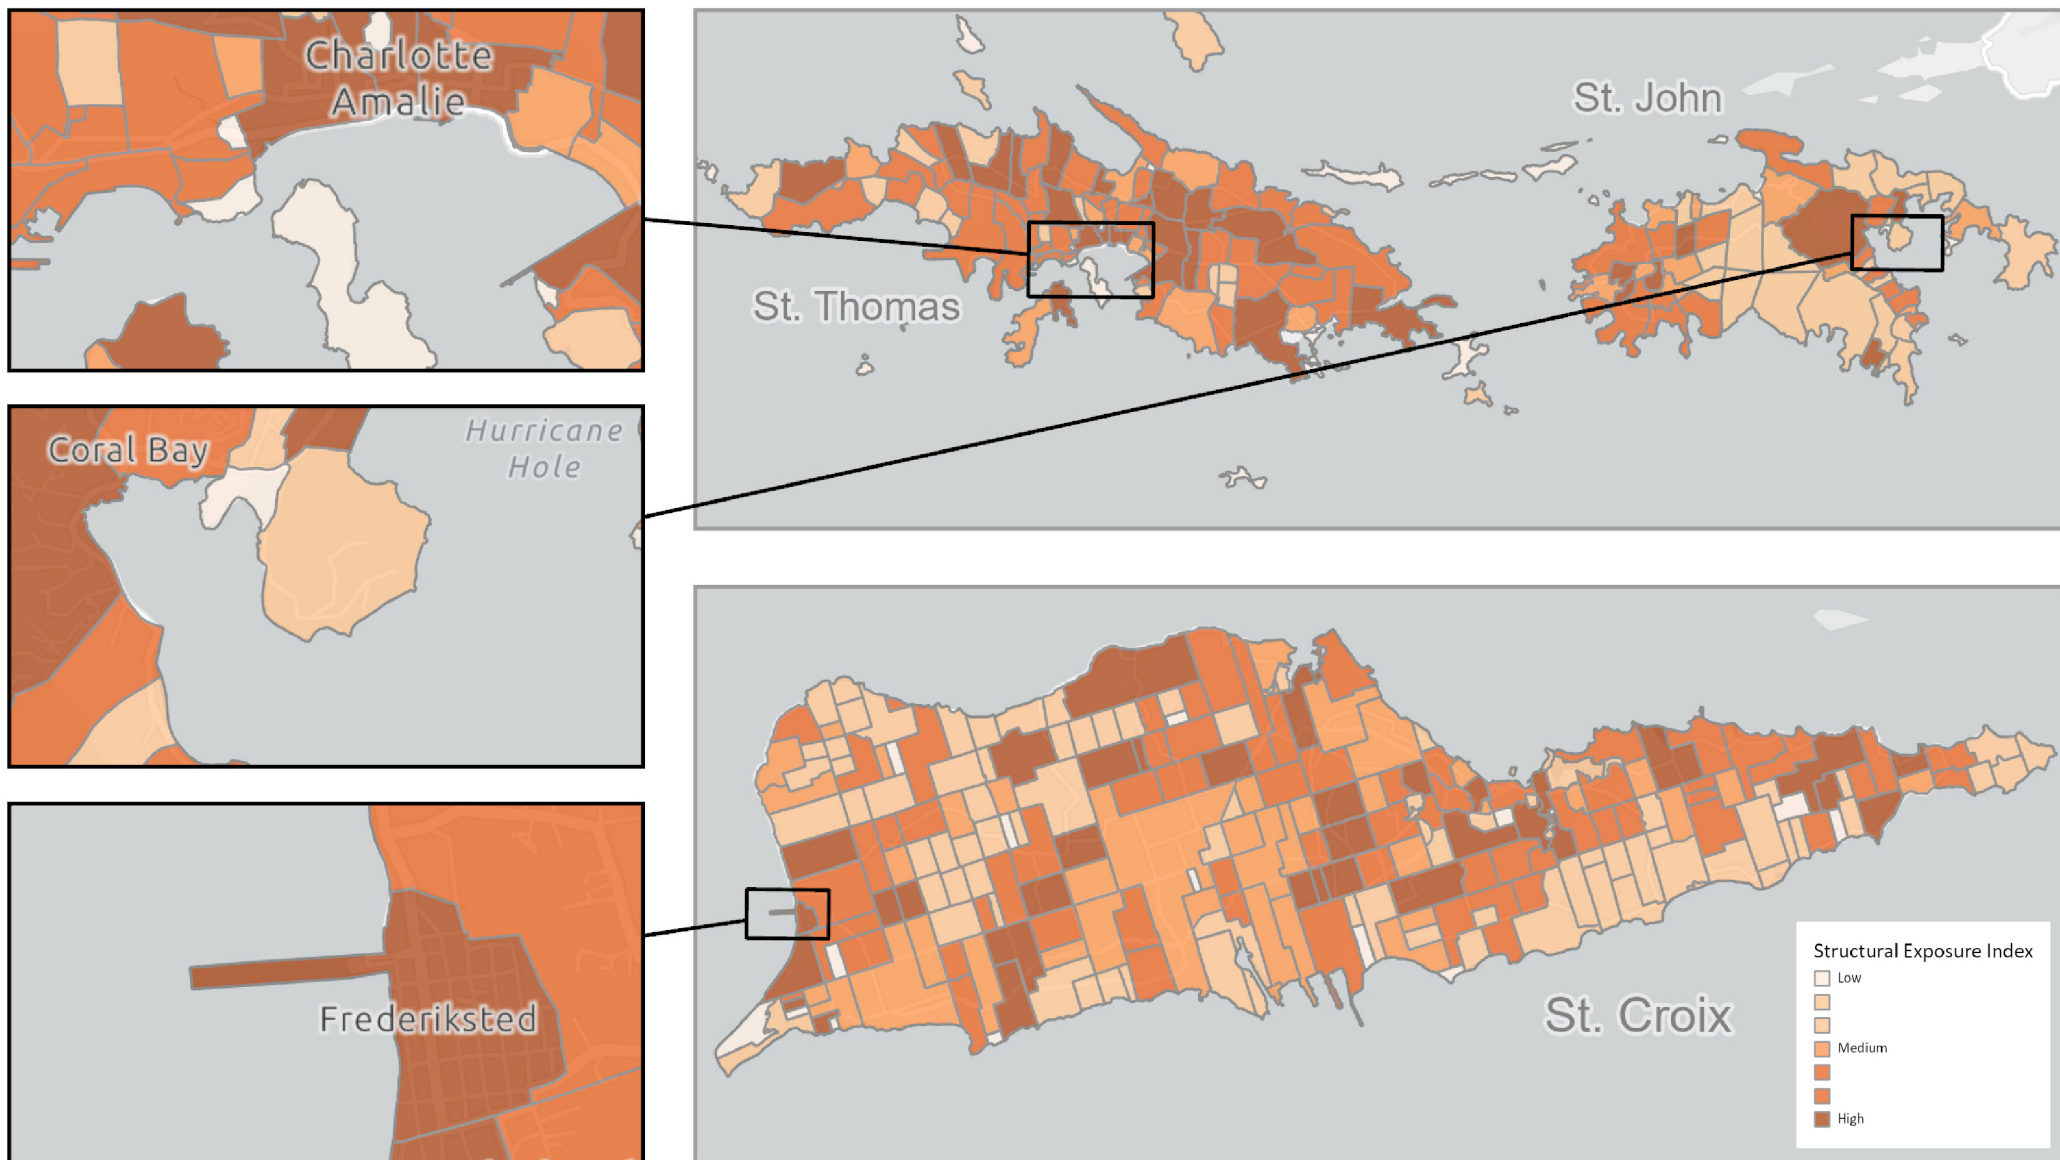 Charlotte
Amalie
St. John
St. Thomas
Coral Bay
Hurricane
Hole
Frederiksted
St. Croix
Structural Exposure Index
Low
Medium
High